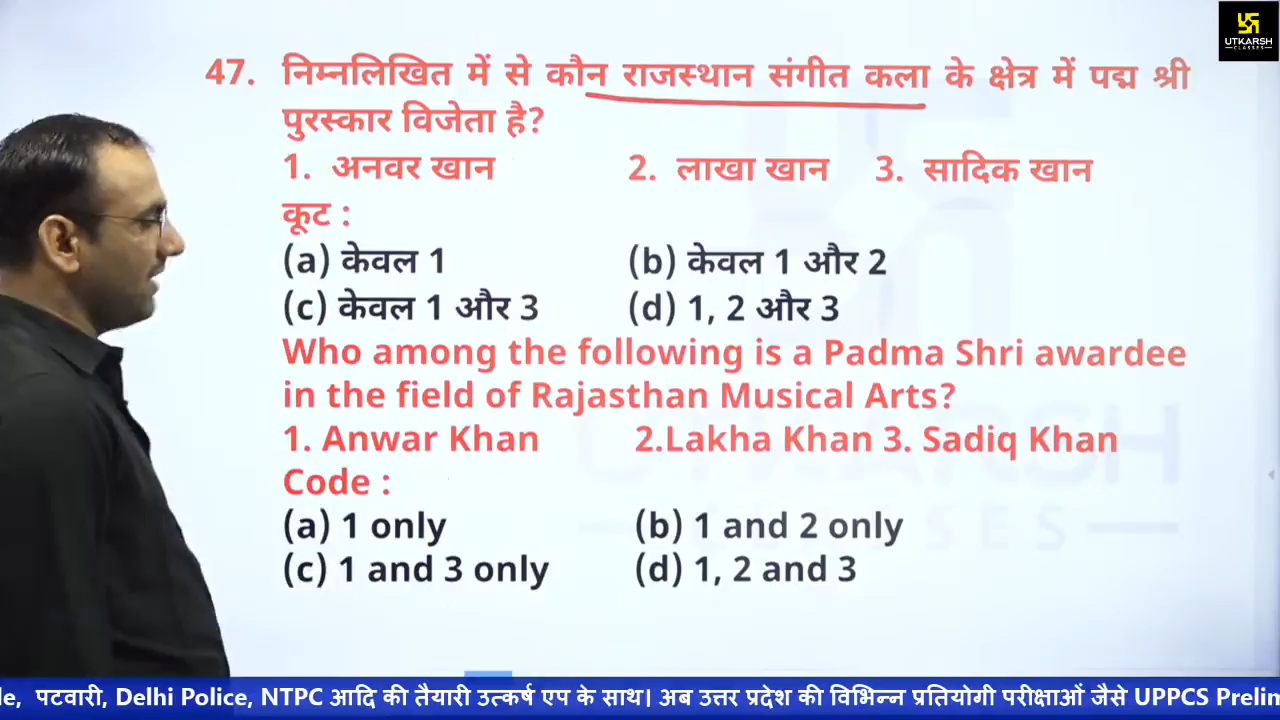 UTKARSH
CLASSES
47. निम्नलिखित में से कौन राजस्थान संगीत कला के क्षेत्र में पद्म श्री
पुरस्कार विजेता है?
1. अनवर खान 2. लाखा खान 3. सादिक खान
कूट :
(a) केवल 1 (b) केवल 1 और 2
(c) केवल 1 और 3 (d) 1, 2 और 3
Who among the following is a Padma Shri awardee
in the field of Rajasthan Musical Arts?
1. Anwar Khan 2.Lakha Khan 3. Sadiq Khan
Code :
(a) 1 only (b) 1 and 2 only
(c) 1 and 3 only (d) 1, 2 and 3
पटवारी, Delhi Police, NTPC आदि की तैयारी उत्कर्ष एप के साथ। अब उत्तर प्रदेश की विभिन्न प्रतियोगी परीक्षाओं जैसे UPPCS